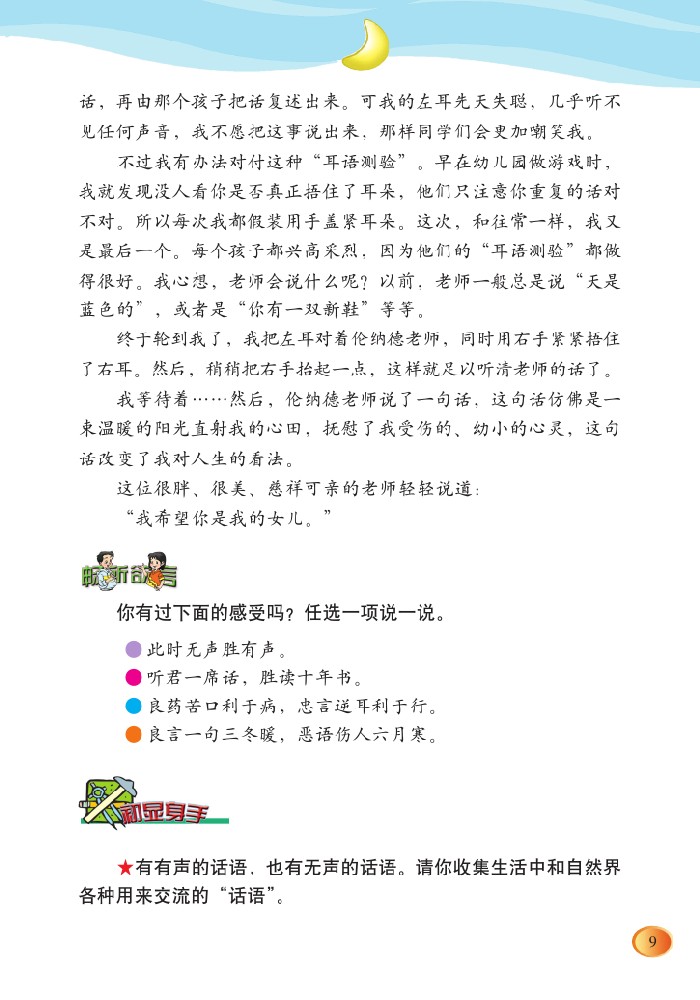 话，再由那个孩子把话复述出来。可我的左耳先天失聪，几乎听不
见任何声音，我不愿把这事说出来，那样同学们会更加嘲笑我。
不过我有办法对付这种“耳语测验”。早在幼儿园做游戏时，
我就发现没人看你是否真正捂住了耳朵，他们只注意你重复的话对
不对。所以每次我都假装用手盖紧耳朵。这次，和往常一样，我又
是最后一个。每个孩子都兴高采烈，因为他们的“耳语测验”都做
得很好。我心想，老师会说什么呢？以前，老师一般总是说“天是
蓝色的”，或者是“你有一双新鞋”等等。
终于轮到我了，我把左耳对着伦纳德老师，同时用右手紧紧捂住
了右耳。然后，稍稍把右手抬起一点，这样就足以听清老师的话了。
我等待着……然后，伦纳德老师说了一句话，这句话仿佛是一
束温暖的阳光直射我的心田，抚慰了我受伤的、幼小的心灵，这句
话改变了我对人生的看法。
这位很胖、很美、慈祥可亲的老师轻轻说道：
“我希望你是我的女儿。”
畅所欲言
你有过下面的感受吗？任选一项说一说。
此时无声胜有声。
听君一席话，胜读十年书。
良药苦口利于病，忠言逆耳利于行。
良言一句三冬暖，恶语伤人六月寒。
初显身手
★有有声的话语，也有无声的话语。请你收集生活中和自然界
各种用来交流的“话语”。
9